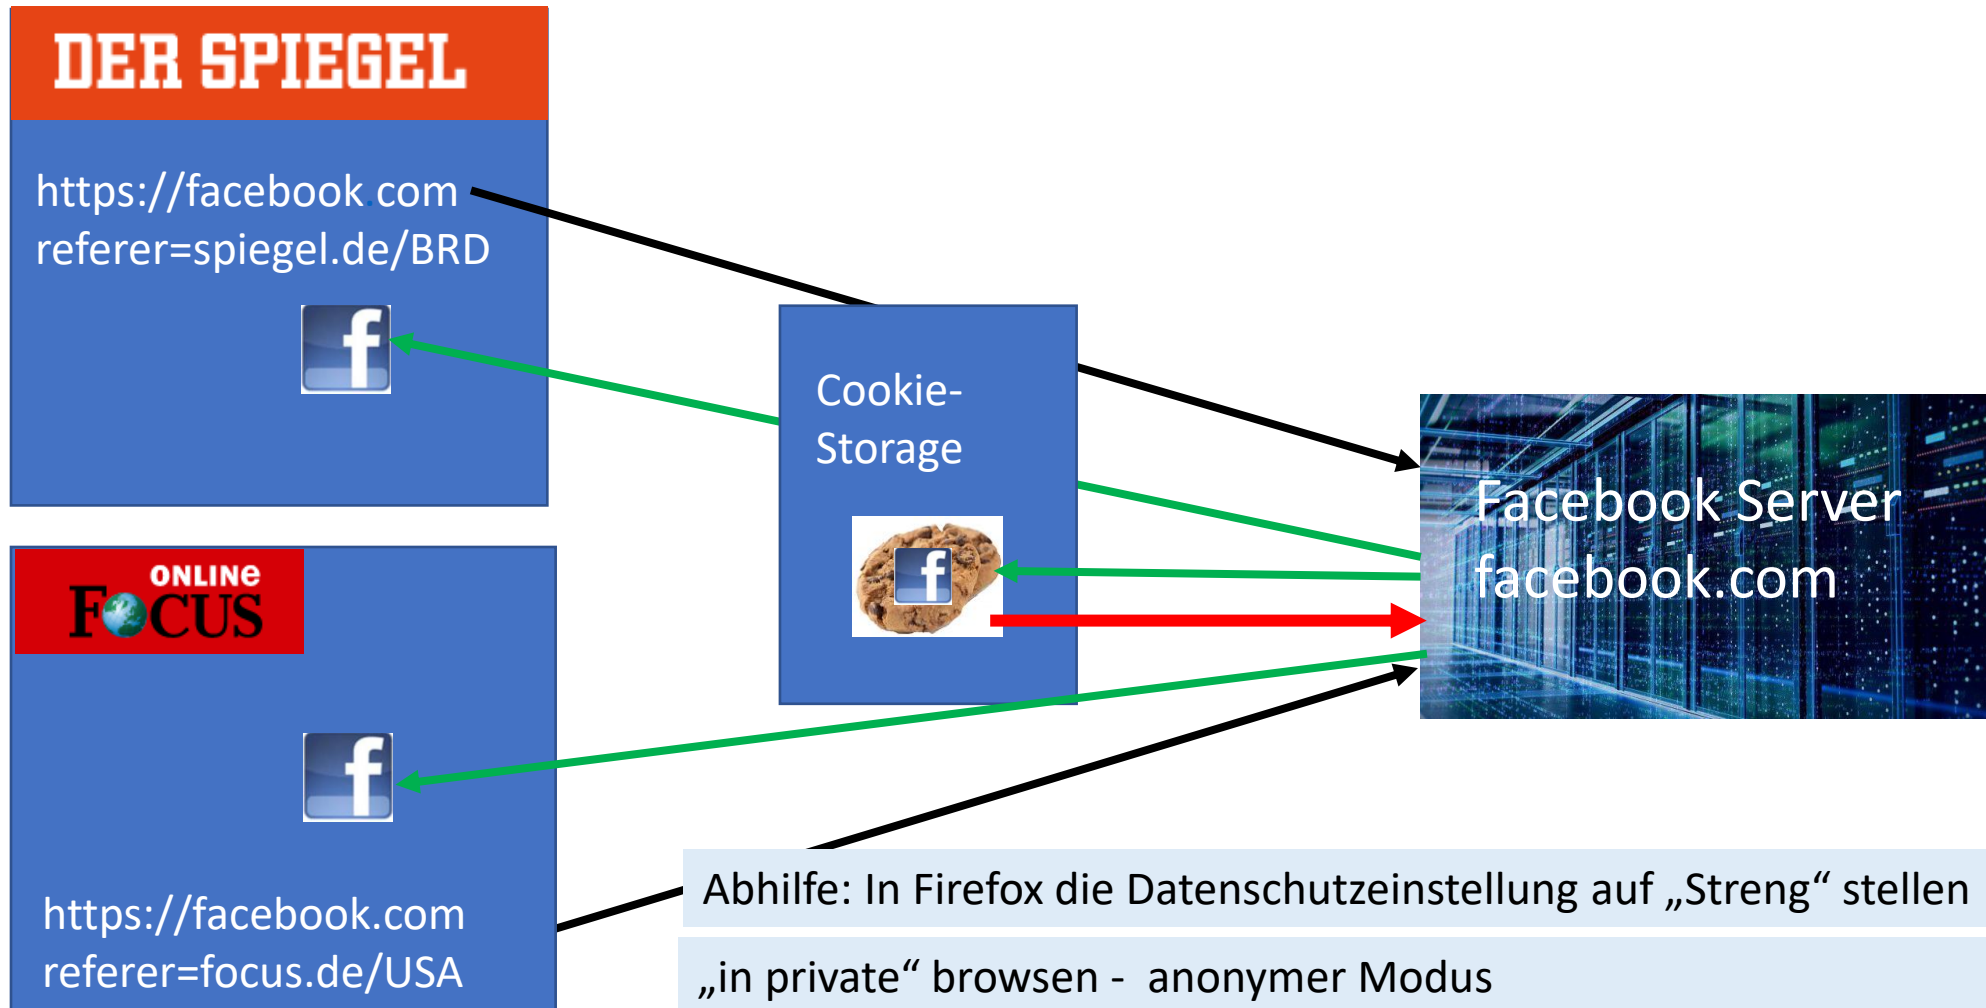 DER SPIEGEL
https://facebook.com
referer=spiegel.de/BRD
f
Cookie-
Storage
f
Facebook Server
facebook.com
ONLINe
FOCUS
f
https://facebook.com
referer=focus.de/USA
Abhilfe: In Firefox die Datenschutzeinstellung auf „Streng“ stellen
„in private“ browsen - anonymer Modus